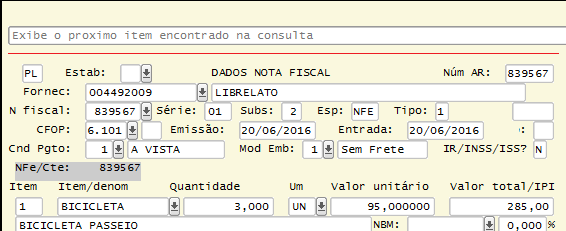 Exibe o proximo item encontrado na consulta
PL Estab: DADOS NOTA FISCAL Núm AR: 839567
Fornec: 004492009 LIBRELATO
N fiscal: 839567 Série: 01 Subs: 2 Esp: NFE Tipo: 1
CFOP: 6.101 Emissão: 20/06/2016 Entrada: 20/06/2016 :
Cnd Pgto: 1 A VISTA Mod Emb: 1 Sem Frete IR/INSS/ISS? N
NFe/Cte: 839567
Item Item/denom Quantidade Um Valor unitário Valor total/IPI
1 BICICLETA 3,000 UN 95,000000 285,00
BICICLETA PASSEIO NBM: 0,000 %